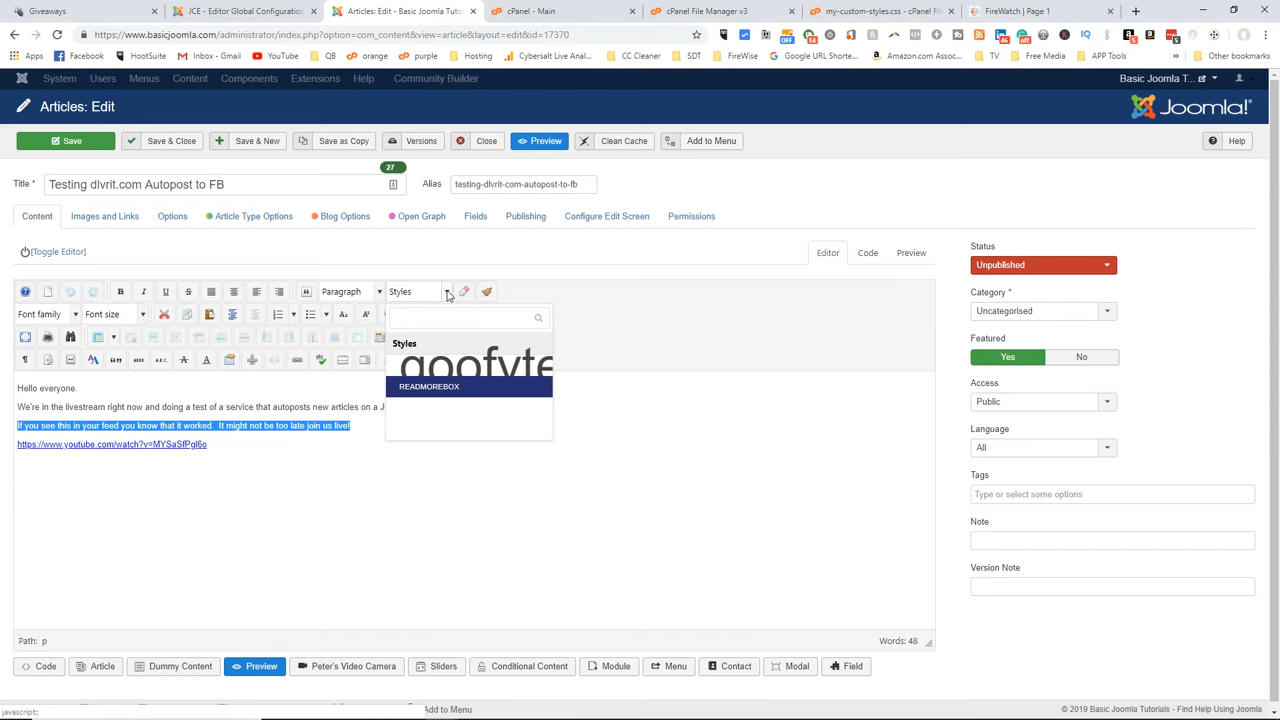 Giveaways
JCE - Editor Global Configuration
Articles: Edit - Basic Joomla Tuto
cPanel - Main
cPanel File Manager v3
my-custom-styles.css - cPanel Fil
FireWatch | Page 1
https://www.basicjoomla.com/administrator/index.php?option=com_content&view=article&layout=edit&id=17370
Apps
Facebook
HootSuite
Inbox - Gmail
YouTube
QB
orange
purple
Hosting
CC Cleaner
SDT
FireWise
Google URL Shorte...
Cybersalt Live Anal...
Amazon.com Assoc...
TV
Free Media
APP Tools
Other bookmarks
System Users Menus Content Components Extensions Help Community Builder
Basic Joomla T...
Articles: Edit
Joomla!
Save
Save & Close
Save & New
Save as Copy
Versions
Close
Preview
Clean Cache
Add to Menu
Help
27
Title *
Testing dlvrit.com Autopost to FB
Alias
testing-dlvrit-com-autopost-to-fb
Content
Images and Links
Options
Article Type Options
Blog Options
Open Graph
Fields
Publishing
Configure Edit Screen
Permissions
[Toggle Editor]
Editor
Code
Preview
Paragraph
Styles
Font family
Font size
Styles
goofyte
READMOREBOX
Hello everyone.
We're in the livestream right now and doing a test of a service that autoposts new articles on a J
If you see this in your feed you know that it worked. It might not be too late join us live!
https://www.youtube.com/watch?v=MYSaSfPgl6o
Path: p
Words: 48
Code
Article
Dummy Content
Preview
Peter's Video Camera
Sliders
Conditional Content
Module
Menu
Contact
Modal
Field
Status
Unpublished
Category *
Uncategorised
Featured
Yes
No
Access
Public
Language
All
Tags
Type or select some options
Note
Version Note
javascript:;
Add to Menu
© 2019 Basic Joomla Tutorials - Find Help Using Joomla!